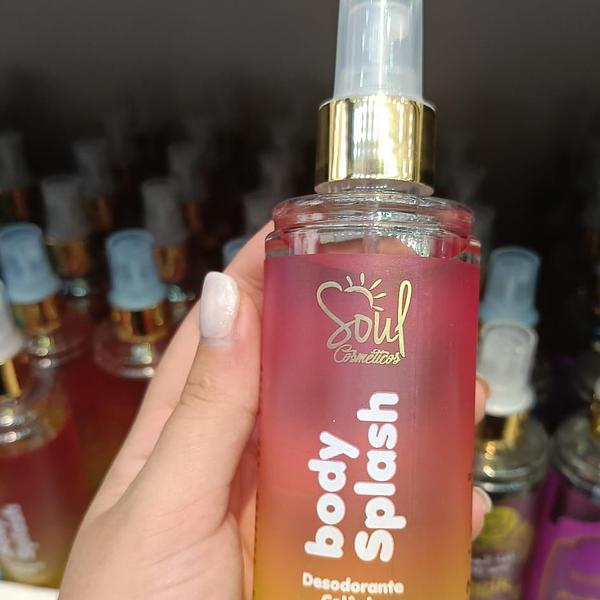 Soul
Cosméticos
body
Splash
Desodorante